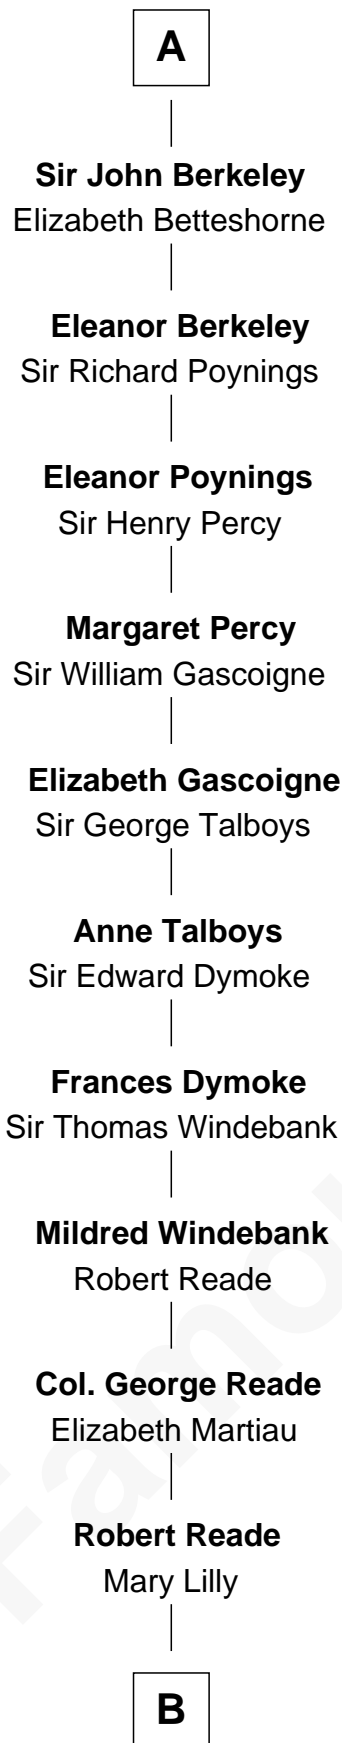 A
Sir John Berkeley
Elizabeth Betteshorne
Eleanor Berkeley
Sir Richard Poynings
Eleanor Poynings
Sir Henry Percy
Margaret Percy
Sir William Gascoigne
Elizabeth Gascoigne
Sir George Talboys
Anne Talboys
Sir Edward Dymoke
Frances Dymoke
Sir Thomas Windebank
Mildred Windebank
Robert Reade
Col. George Reade
Elizabeth Martiau
Robert Reade
Mary Lilly
B